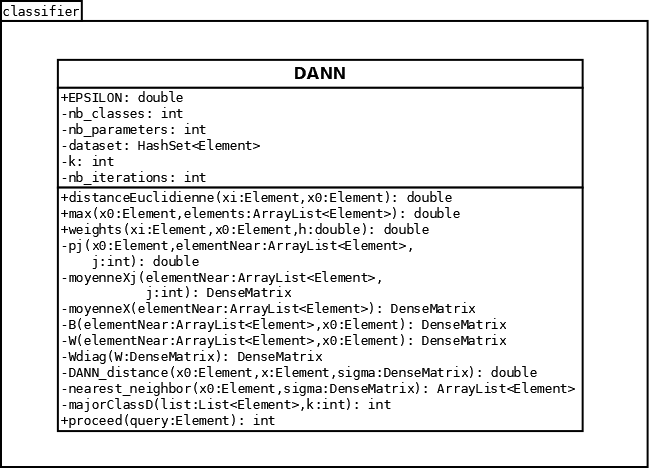 classifier
DANN
+EPSILON: double
-nb_classes: int
-nb_parameters: int
-dataset: HashSet<Element>
-k: int
-nb_iterations: int
+distanceEuclidienne(xi:Element,x0:Element): double
+max(x0:Element,elements:ArrayList<Element>): double
+weights(xi:Element,x0:Element,h:double): double
-pj(x0:Element,elementNear:ArrayList<Element>,
j:int): double
-moyenneXj(elementNear:ArrayList<Element>,
j:int): DenseMatrix
-moyenneX(elementNear:ArrayList<Element>): DenseMatrix
-B(elementNear:ArrayList<Element>,x0:Element): DenseMatrix
-W(elementNear:ArrayList<Element>,x0:Element): DenseMatrix
-Wdiag(W:DenseMatrix): DenseMatrix
-DANN_distance(x0:Element,x:Element,sigma:DenseMatrix): double
-nearest_neighbor(x0:Element,sigma:DenseMatrix): ArrayList<Element>
-majorClassD(list:List<Element>,k:int): int
+proceed(query:Element): int